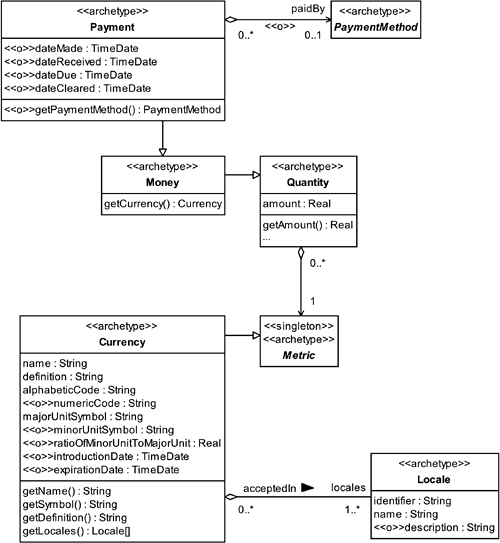 <<archetype>>
Payment
<<o>>dateMade : TimeDate
<<o>>dateReceived : TimeDate
<<o>>dateDue : TimeDate
<<o>>dateCleared : TimeDate
<<o>>getPaymentMethod() : PaymentMethod
paidBy
0..*
<<o>>
0..1
<<archetype>>
PaymentMethod
<<archetype>>
Money
getCurrency() : Currency
<<archetype>>
Quantity
amount : Real
getAmount() : Real
...
0..*
1
<<singleton>>
<<archetype>>
Metric
<<archetype>>
Currency
name : String
definition : String
alphabeticCode : String
<<o>>numericCode : String
majorUnitSymbol : String
<<o>>minorUnitSymbol : String
<<o>>ratioOfMinorUnitToMajorUnit : Real
<<o>>introductionDate : TimeDate
<<o>>expirationDate : TimeDate
getName() : String
getSymbol() : String
getDefinition() : String
getLocales() : Locale[]
acceptedIn
locales
0..*
1..*
<<archetype>>
Locale
identifier : String
name : String
<<o>>description : String